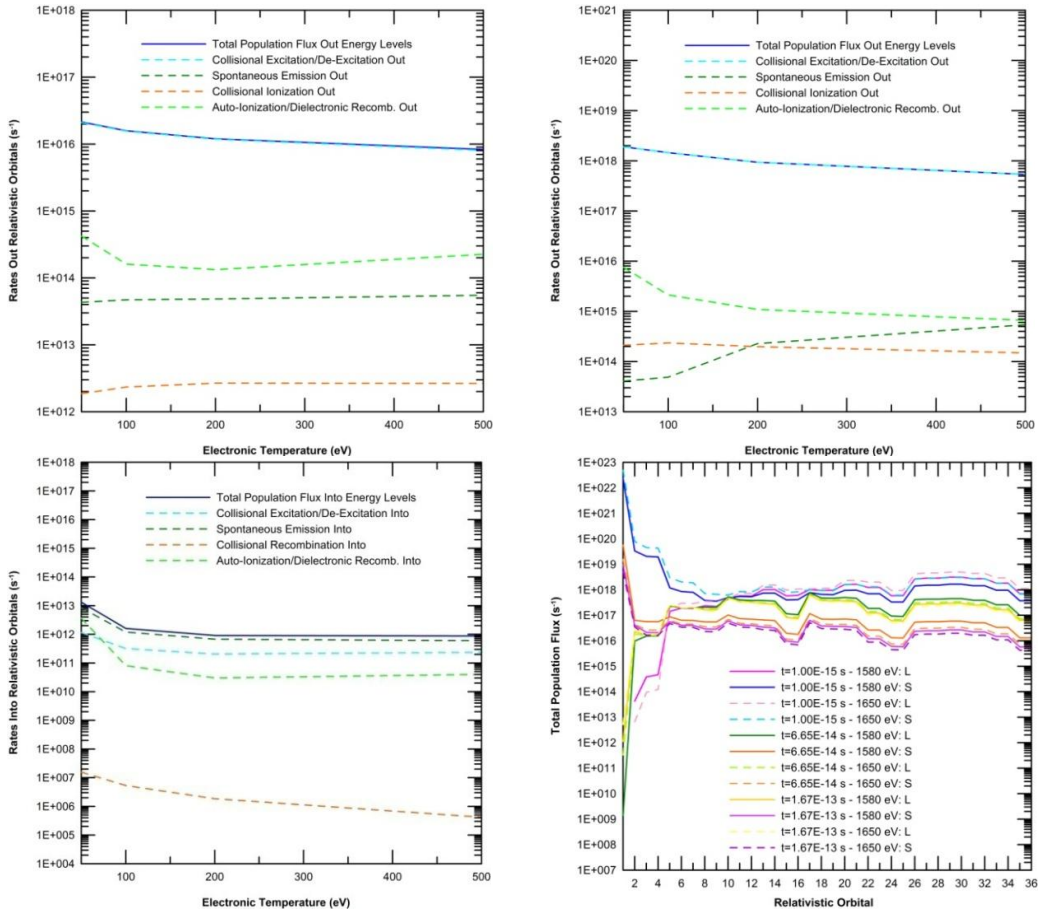 1E+018
1E+017
1E+016
1E+015
1E+014
1E+013
1E+012
Rates Out Relativistic Orbitals (s⁻¹)
Total Population Flux Out Energy Levels
Collisional Excitation/De-Excitation Out
Spontaneous Emission Out
Collisional Ionization Out
Auto-Ionization/Dielectronic Recomb. Out
100 200 300 400 500
Electronic Temperature (eV)
1E+021
1E+020
1E+019
1E+018
1E+017
1E+016
1E+015
1E+014
1E+013
Rates Out Relativistic Orbitals (s⁻¹)
Total Population Flux Out Energy Levels
Collisional Excitation/De-Excitation Out
Spontaneous Emission Out
Collisional Ionization Out
Auto-Ionization/Dielectronic Recomb. Out
100 200 300 400 500
Electronic Temperature (eV)
1E+018
1E+017
1E+016
1E+015
1E+014
1E+013
1E+012
1E+011
1E+010
1E+009
1E+008
1E+007
1E+006
1E+005
1E+004
Rates Into Relativistic Orbitals (s⁻¹)
Total Population Flux Into Energy Levels
Collisional Excitation/De-Excitation Into
Spontaneous Emission Into
Collisional Recombination Into
Auto-Ionization/Dielectronic Recomb. Into
100 200 300 400 500
Electronic Temperature (eV)
1E+023
1E+022
1E+021
1E+020
1E+019
1E+018
1E+017
1E+016
1E+015
1E+014
1E+013
1E+012
1E+011
1E+010
1E+009
1E+008
1E+007
Total Population Flux
t=1.00E-15 s - 1580 eV: L
t=1.00E-15 s - 1580 eV: S
t=1.00E-15 s - 1650 eV: L
t=1.00E-15 s - 1650 eV: S
t=6.65E-14 s - 1580 eV: L
t=6.65E-14 s - 1580 eV: S
t=6.65E-14 s - 1650 eV: L
t=6.65E-14 s - 1650 eV: S
t=1.67E-13 s - 1580 eV: L
t=1.67E-13 s - 1580 eV: S
t=1.67E-13 s - 1650 eV: L
t=1.67E-13 s - 1650 eV: S
2 4 6 8 10 12 14 16 18 20 22 24 26 28 30 32 34 36
Relativistic Orbital